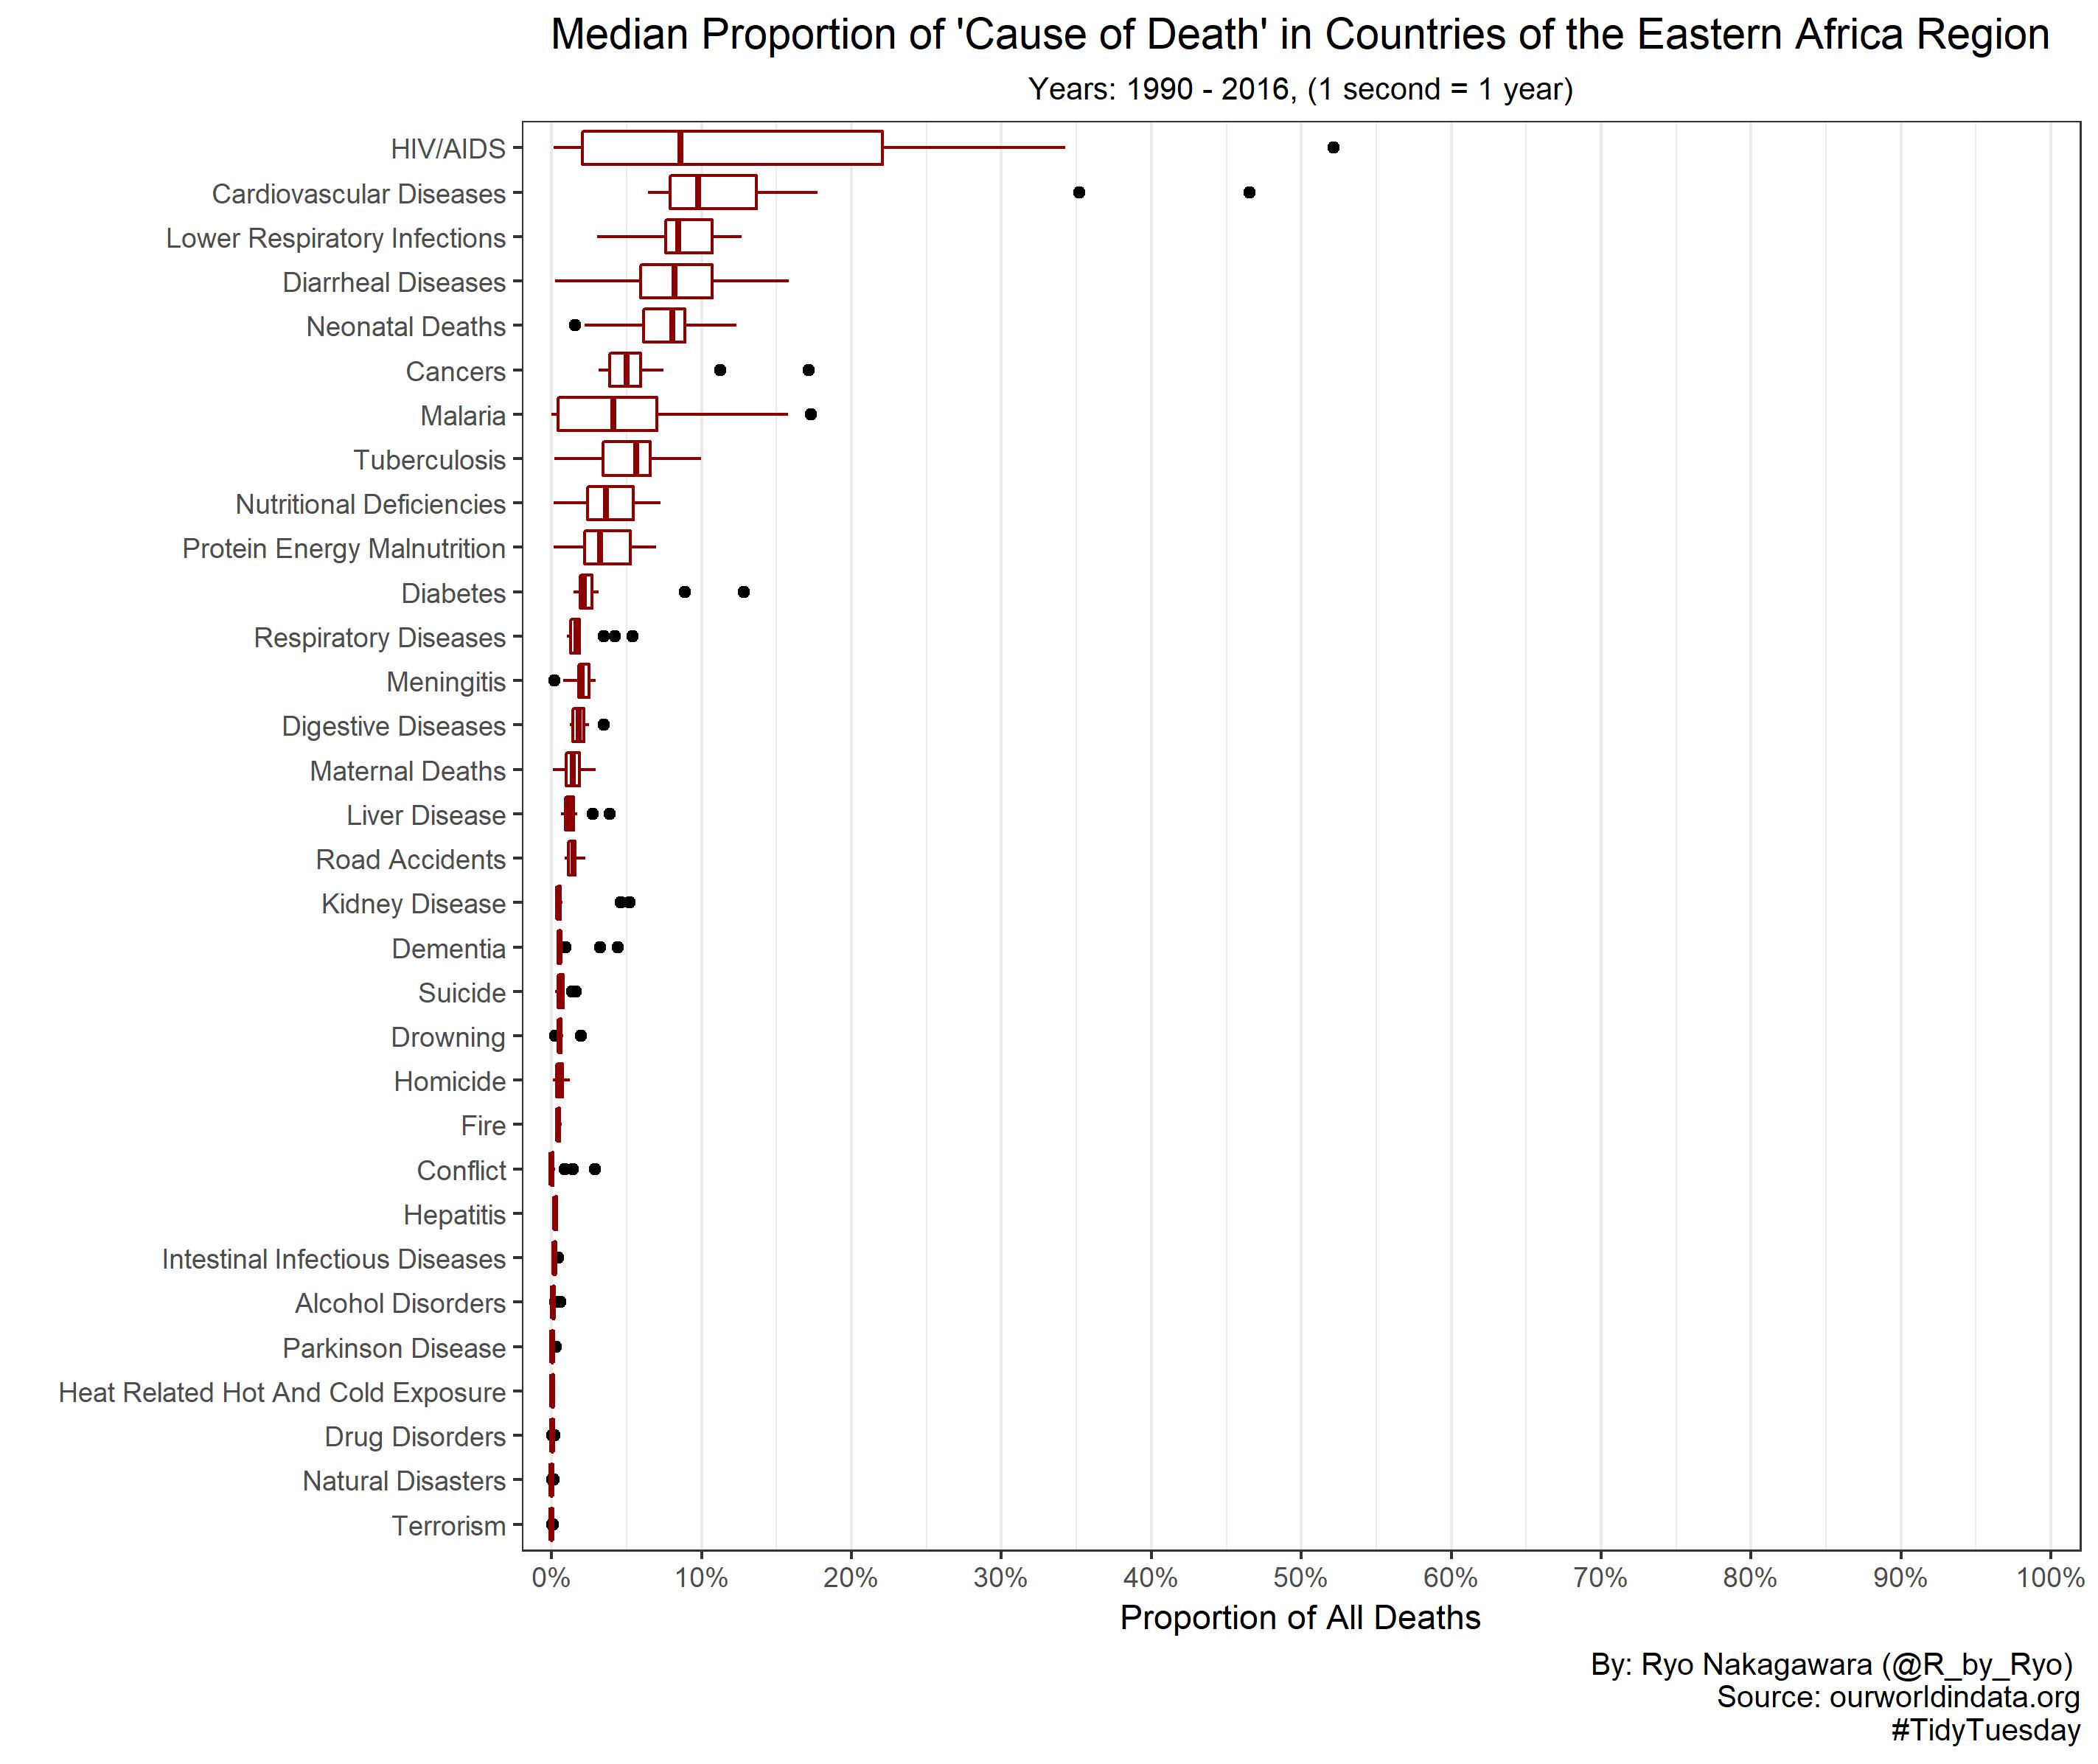 Median Proportion of 'Cause of Death' in Countries of the Eastern Africa Region
Years: 1990 - 2016, (1 second = 1 year)
HIV/AIDS
Cardiovascular Diseases
Lower Respiratory Infections
Diarrheal Diseases
Neonatal Deaths
Cancers
Malaria
Tuberculosis
Nutritional Deficiencies
Protein Energy Malnutrition
Diabetes
Respiratory Diseases
Meningitis
Digestive Diseases
Maternal Deaths
Liver Disease
Road Accidents
Kidney Disease
Dementia
Suicide
Drowning
Homicide
Fire
Conflict
Hepatitis
Intestinal Infectious Diseases
Alcohol Disorders
Parkinson Disease
Heat Related Hot And Cold Exposure
Drug Disorders
Natural Disasters
Terrorism
0% 10% 20% 30% 40% 50% 60% 70% 80% 90% 100%
Proportion of All Deaths
By: Ryo Nakagawara (@R_by_Ryo)
Source: ourworldindata.org
#TidyTuesday